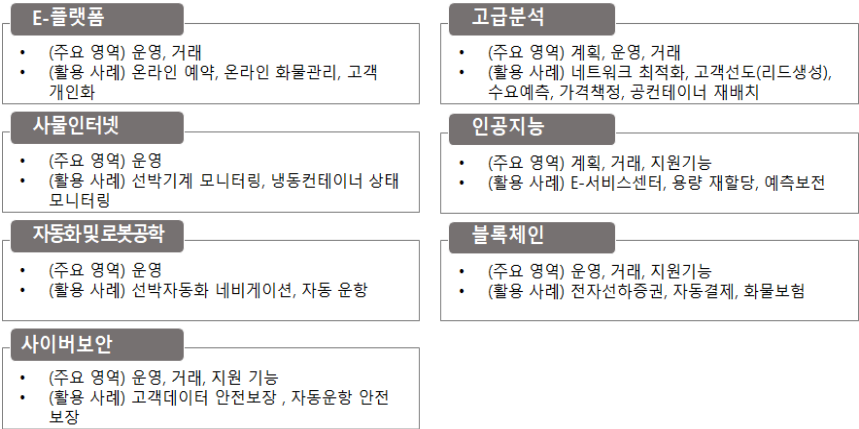 E-플랫폼
• (주요 영역) 운영, 거래
• (활용 사례) 온라인 예약, 온라인 화물관리, 고객
개인화
고급분석
• (주요 영역) 계획, 운영, 거래
• (활용 사례) 네트워크 최적화, 고객선도(리드생성),
수요예측, 가격책정, 공컨테이너 재배치
사물인터넷
• (주요 영역) 운영
• (활용 사례) 선박기계 모니터링, 냉동컨테이너 상태
모니터링
인공지능
• (주요 영역) 계획, 거래, 지원기능
• (활용 사례) E-서비스센터, 용량 재할당, 예측보전
자동화 및 로봇공학
• (주요 영역) 운영
• (활용 사례) 선박자동화 네비게이션, 자동 운항
블록체인
• (주요 영역) 운영, 거래, 지원기능
• (활용 사례) 전자선하증권, 자동결제, 화물보험
사이버보안
• (주요 영역) 운영, 거래, 지원 기능
• (활용 사례) 고객데이터 안전보장 , 자동운항 안전
보장